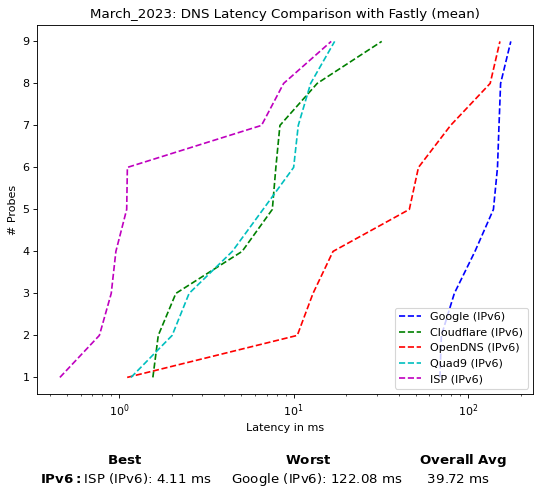 March_2023: DNS Latency Comparison with Fastly (mean)
# Probes
9
8
7
6
5
4
3
2
1
Google (IPv6)
Cloudflare (IPv6)
OpenDNS (IPv6)
Quad9 (IPv6)
ISP (IPv6)
10⁰ 10¹ 10²
Latency in ms
Best Worst Overall Avg
IPv6: ISP (IPv6): 4.11 ms Google (IPv6): 122.08 ms 39.72 ms